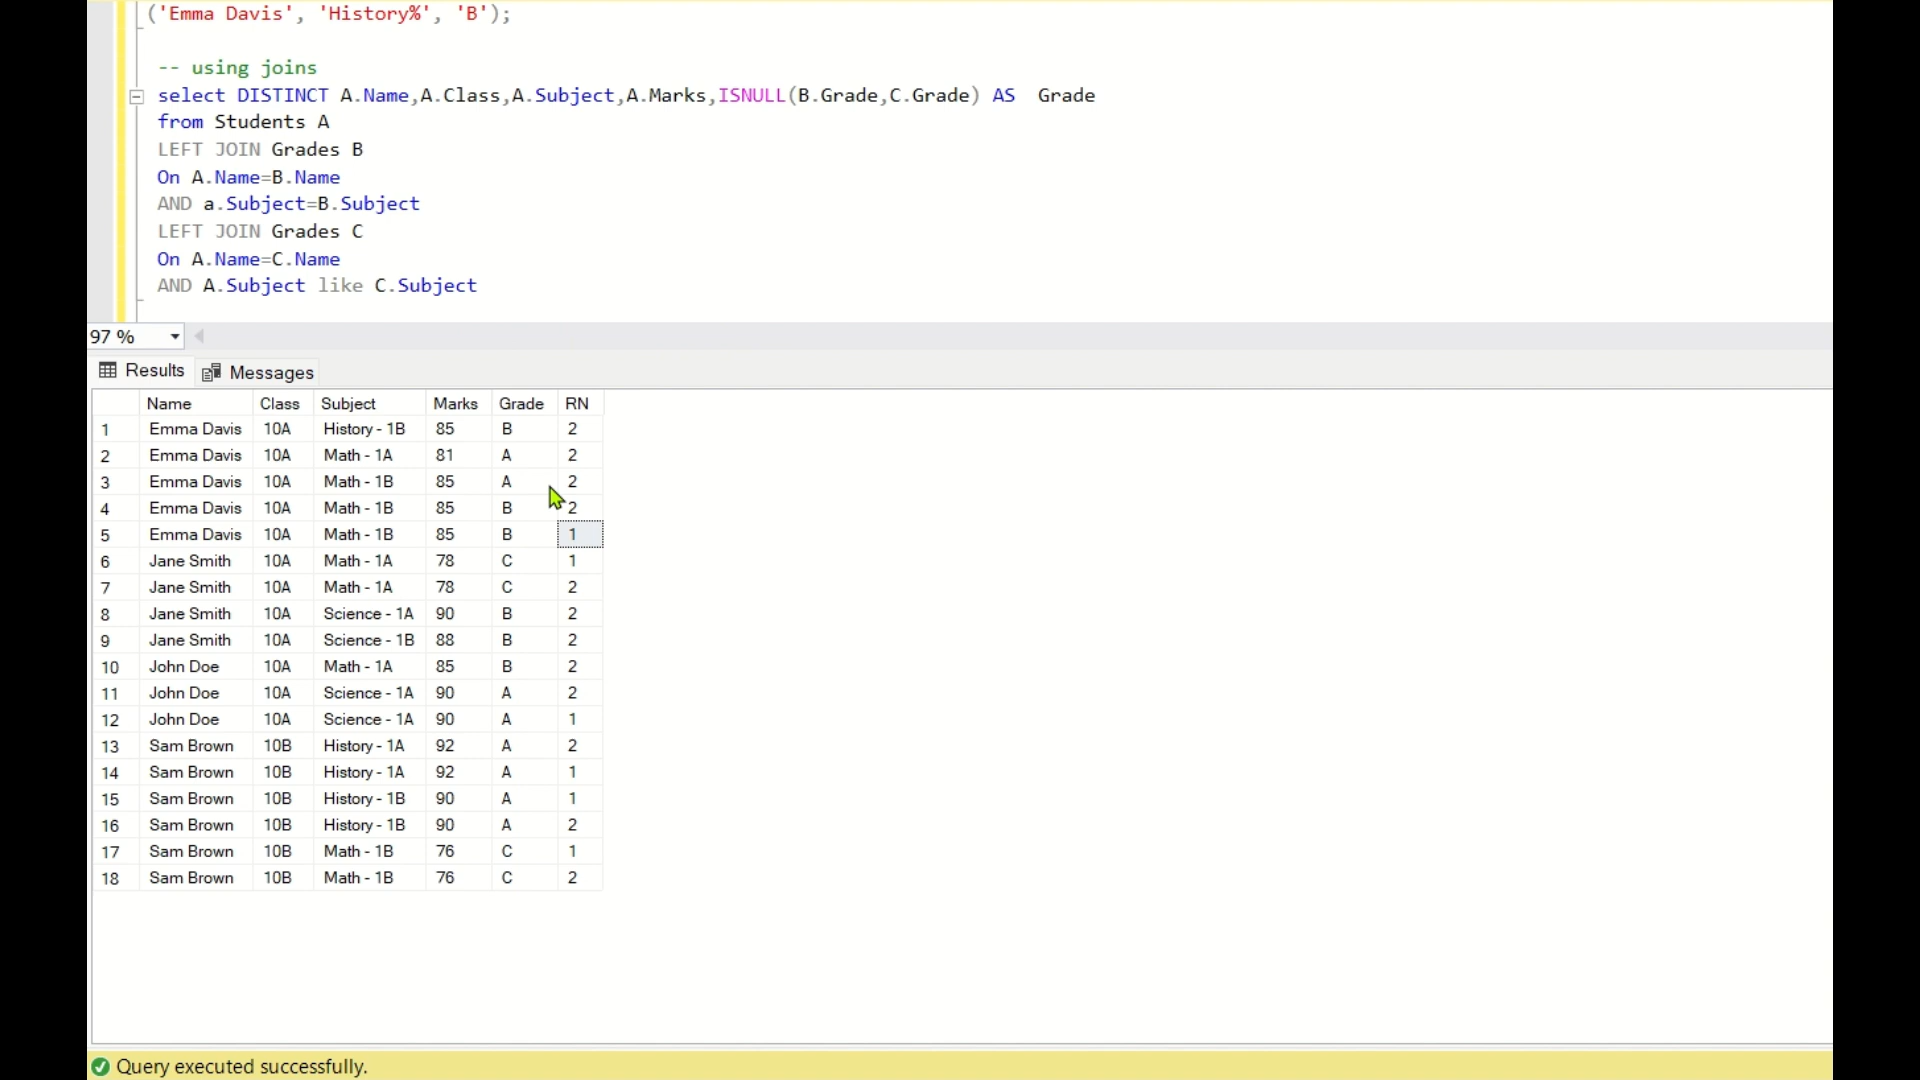 ('Emma Davis', 'History%', 'B');
-- using joins
select DISTINCT A.Name,A.Class,A.Subject,A.Marks,ISNULL(B.Grade,C.Grade) AS  Grade
from Students A
LEFT JOIN Grades B
On A.Name=B.Name
AND a.Subject=B.Subject
LEFT JOIN Grades C
On A.Name=C.Name
AND A.Subject like C.Subject
97 %
Results Messages
Name Class Subject Marks Grade RN
1 Emma Davis 10A History - 1B 85 B 2
2 Emma Davis 10A Math - 1A 81 A 2
3 Emma Davis 10A Math - 1B 85 A 2
4 Emma Davis 10A Math - 1B 85 B 2
5 Emma Davis 10A Math - 1B 85 B 1
6 Jane Smith 10A Math - 1A 78 C 1
7 Jane Smith 10A Math - 1A 78 C 2
8 Jane Smith 10A Science - 1A 90 B 2
9 Jane Smith 10A Science - 1B 88 B 2
10 John Doe 10A Math - 1A 85 B 2
11 John Doe 10A Science - 1A 90 A 2
12 John Doe 10A Science - 1A 90 A 1
13 Sam Brown 10B History - 1A 92 A 2
14 Sam Brown 10B History - 1A 92 A 1
15 Sam Brown 10B History - 1B 90 A 1
16 Sam Brown 10B History - 1B 90 A 2
17 Sam Brown 10B Math - 1B 76 C 1
18 Sam Brown 10B Math - 1B 76 C 2
Query executed successfully.